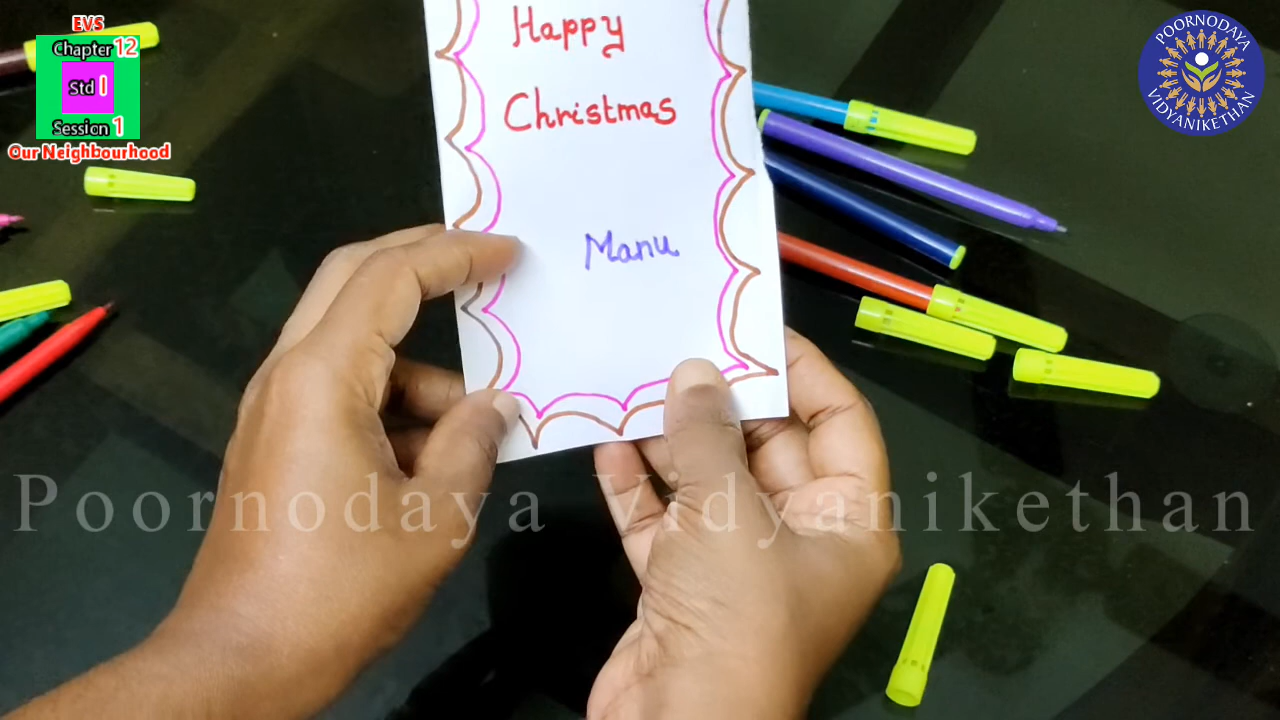 EVS
Chapter 12
Std I
Session 1
Our Neighbourhood
POORNODAYA
VIDYANIKETHAN
Happy
Christmas
Manu
Poornodaya Vidyanikethan